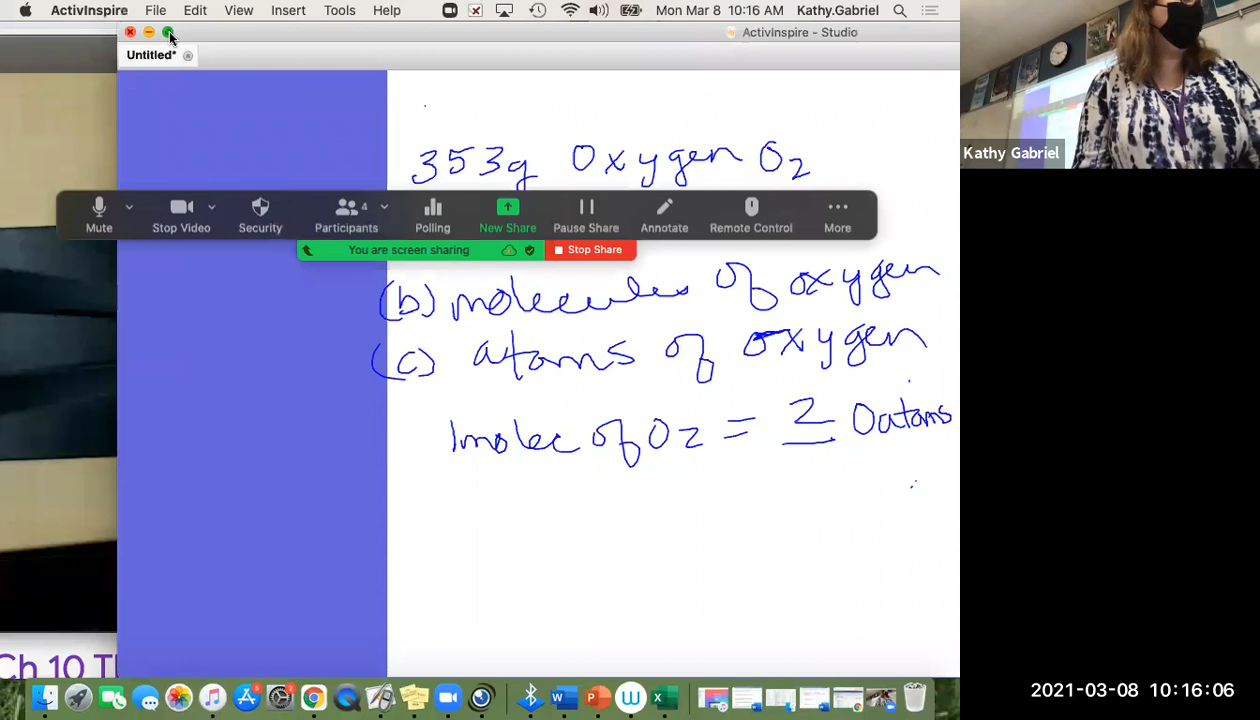 ActivInspire File Edit View Insert Tools Help Mon Mar 8 10:16 AM Kathy.Gabriel
ActivInspire - Studio
Untitled*
353g Oxygen O2
Mute Stop Video Security Participants 4 Polling New Share Pause Share Annotate Remote Control More
You are screen sharing Stop Share
(b) molecules of oxygen
(c) atoms of oxygen
1molec of O2 = 2 O atoms
Ch 10 T
Kathy Gabriel
2021-03-08 10:16:06